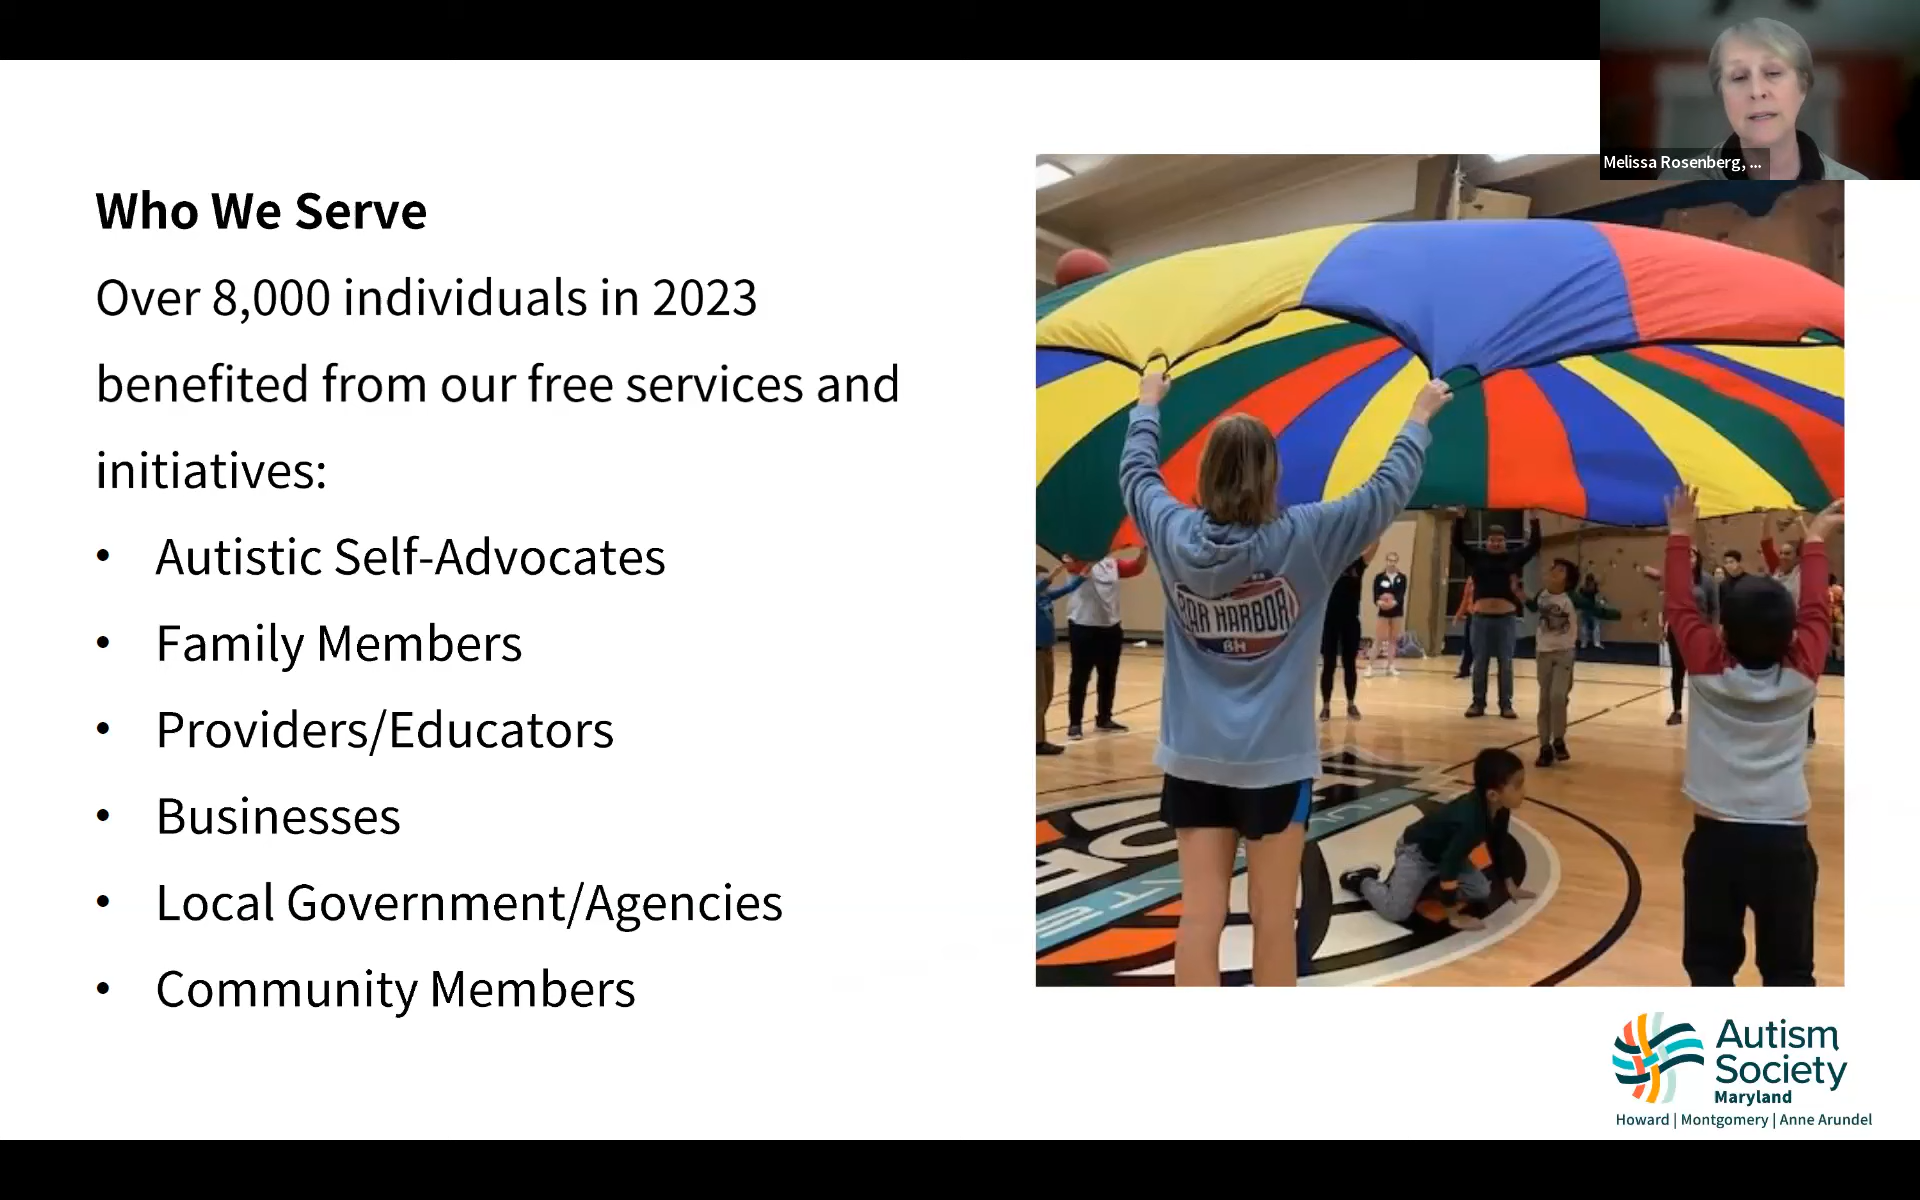 Melissa Rosenberg, ...
Who We Serve
Over 8,000 individuals in 2023
benefited from our free services and
initiatives:
• Autistic Self-Advocates
• Family Members
• Providers/Educators
• Businesses
• Local Government/Agencies
• Community Members
BAR HARBOR
BH
Autism
Society
Maryland
Howard | Montgomery | Anne Arundel